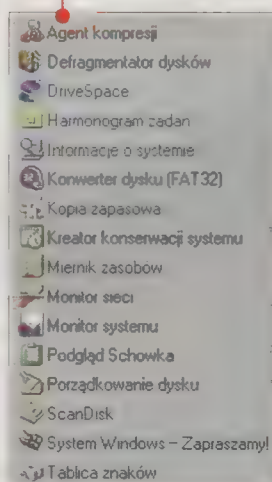 Agent kompresji
Defragmentator dysków
DriveSpace
Harmonogram zadan
Informacje o systemie
Konwerter dysku (FAT32)
Kopia zapasowa
Kreator konserwacji systemu
Miernik zasobów
Monitor sieci
Monitor systemu
Podgląd Schowka
Porządkowanie dysku
ScanDisk
System Windows – Zapraszamy!
Tablica znaków